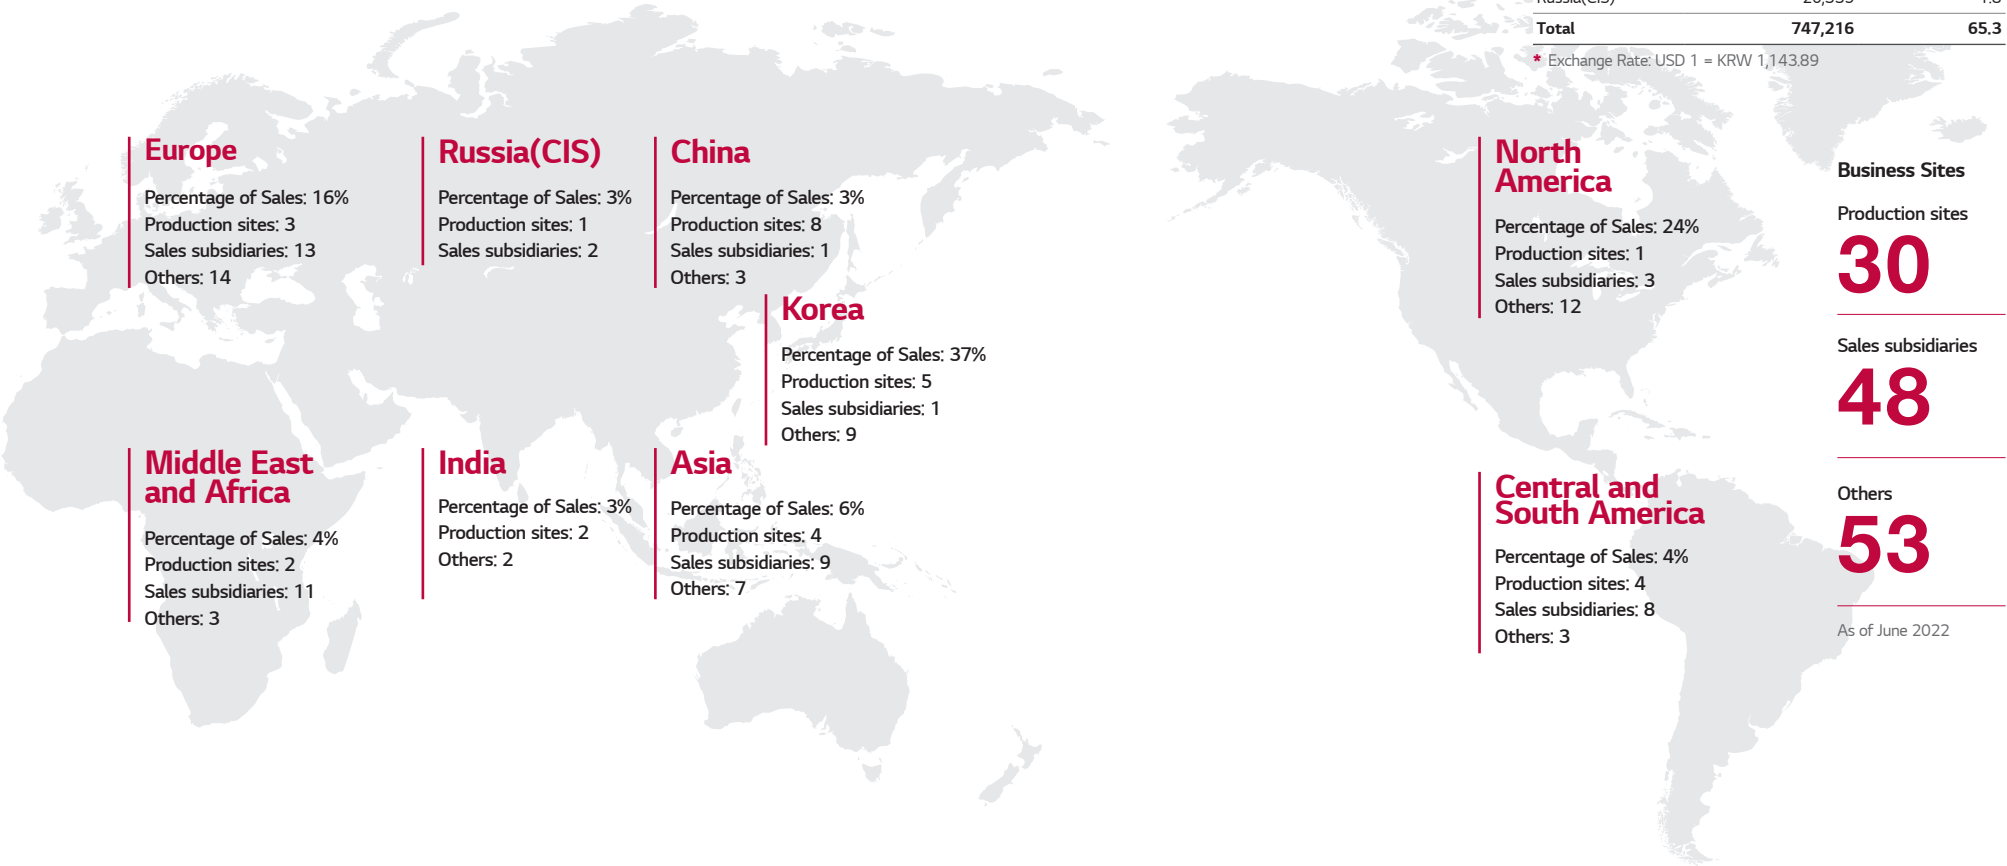 Total 747,216 65.3
* Exchange Rate: USD 1 = KRW 1,143.89
Europe
Percentage of Sales: 16%
Production sites: 3
Sales subsidiaries: 13
Others: 14
Russia(CIS)
Percentage of Sales: 3%
Production sites: 1
Sales subsidiaries: 2
China
Percentage of Sales: 3%
Production sites: 8
Sales subsidiaries: 1
Others: 3
Korea
Percentage of Sales: 37%
Production sites: 5
Sales subsidiaries: 1
Others: 9
Middle East
and Africa
Percentage of Sales: 4%
Production sites: 2
Sales subsidiaries: 11
Others: 3
India
Percentage of Sales: 3%
Production sites: 2
Others: 2
Asia
Percentage of Sales: 6%
Production sites: 4
Sales subsidiaries: 9
Others: 7
North
America
Percentage of Sales: 24%
Production sites: 1
Sales subsidiaries: 3
Others: 12
Central and
South America
Percentage of Sales: 4%
Production sites: 4
Sales subsidiaries: 8
Others: 3
Business Sites
Production sites
30
Sales subsidiaries
48
Others
53
As of June 2022